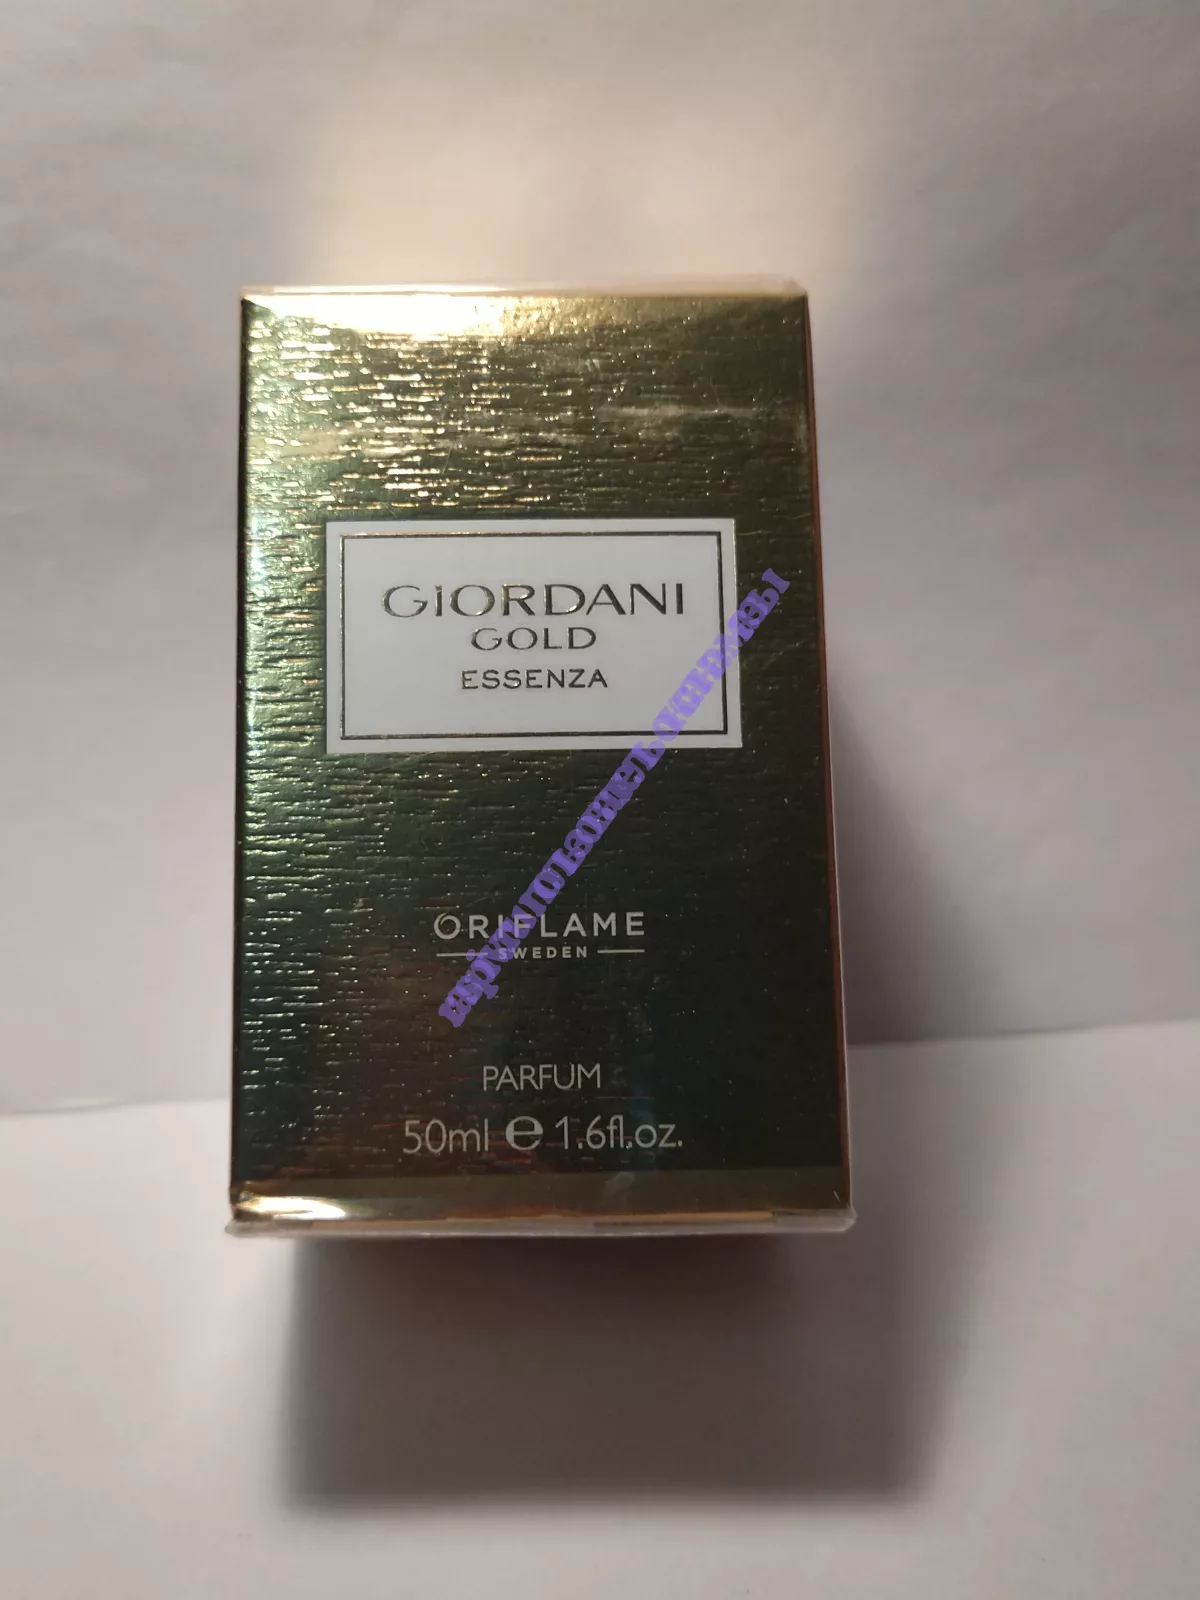 GIORDANI
GOLD
ESSENZA
ORIFLAME
SWEDEN
PARFUM
50ml e 1.6fl.oz.